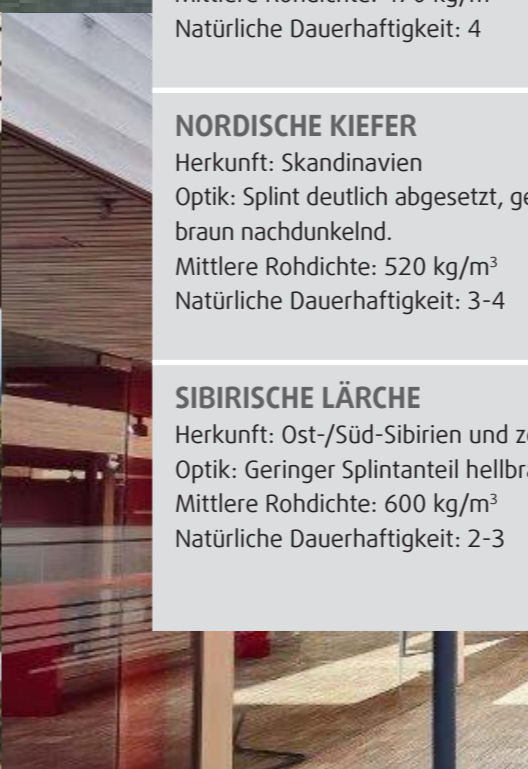 Natürliche Dauerhaftigkeit: 4
NORDISCHE KIEFER
Herkunft: Skandinavien
Optik: Splint deutlich abgesetzt,
braun nachdunkelnd.
Mittlere Rohdichte: 520 kg/m³
Natürliche Dauerhaftigkeit: 3-4
SIBIRISCHE LÄRCHE
Herkunft: Ost-/Süd-Sibirien und
Optik: Geringer Splintanteil
Mittlere Rohdichte: 600 kg/m³
Natürliche Dauerhaftigkeit: 2-3